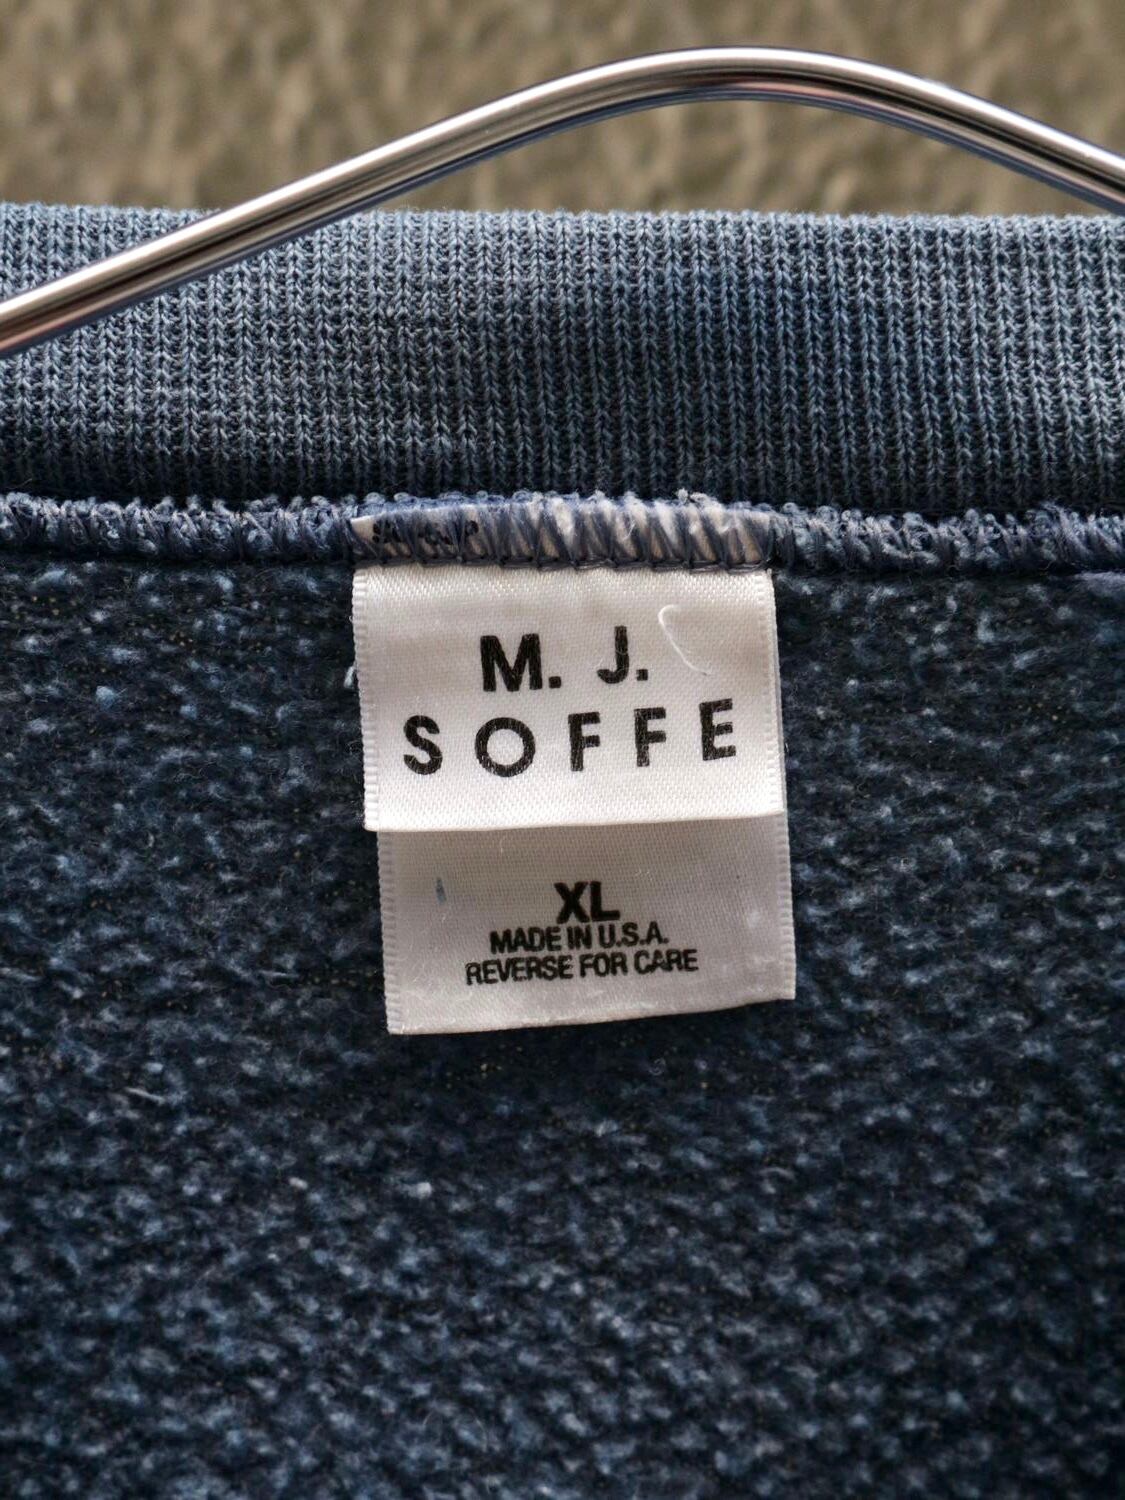 M. J.
SOFFE
XL
MADE IN U.S.A.
REVERSE FOR CARE